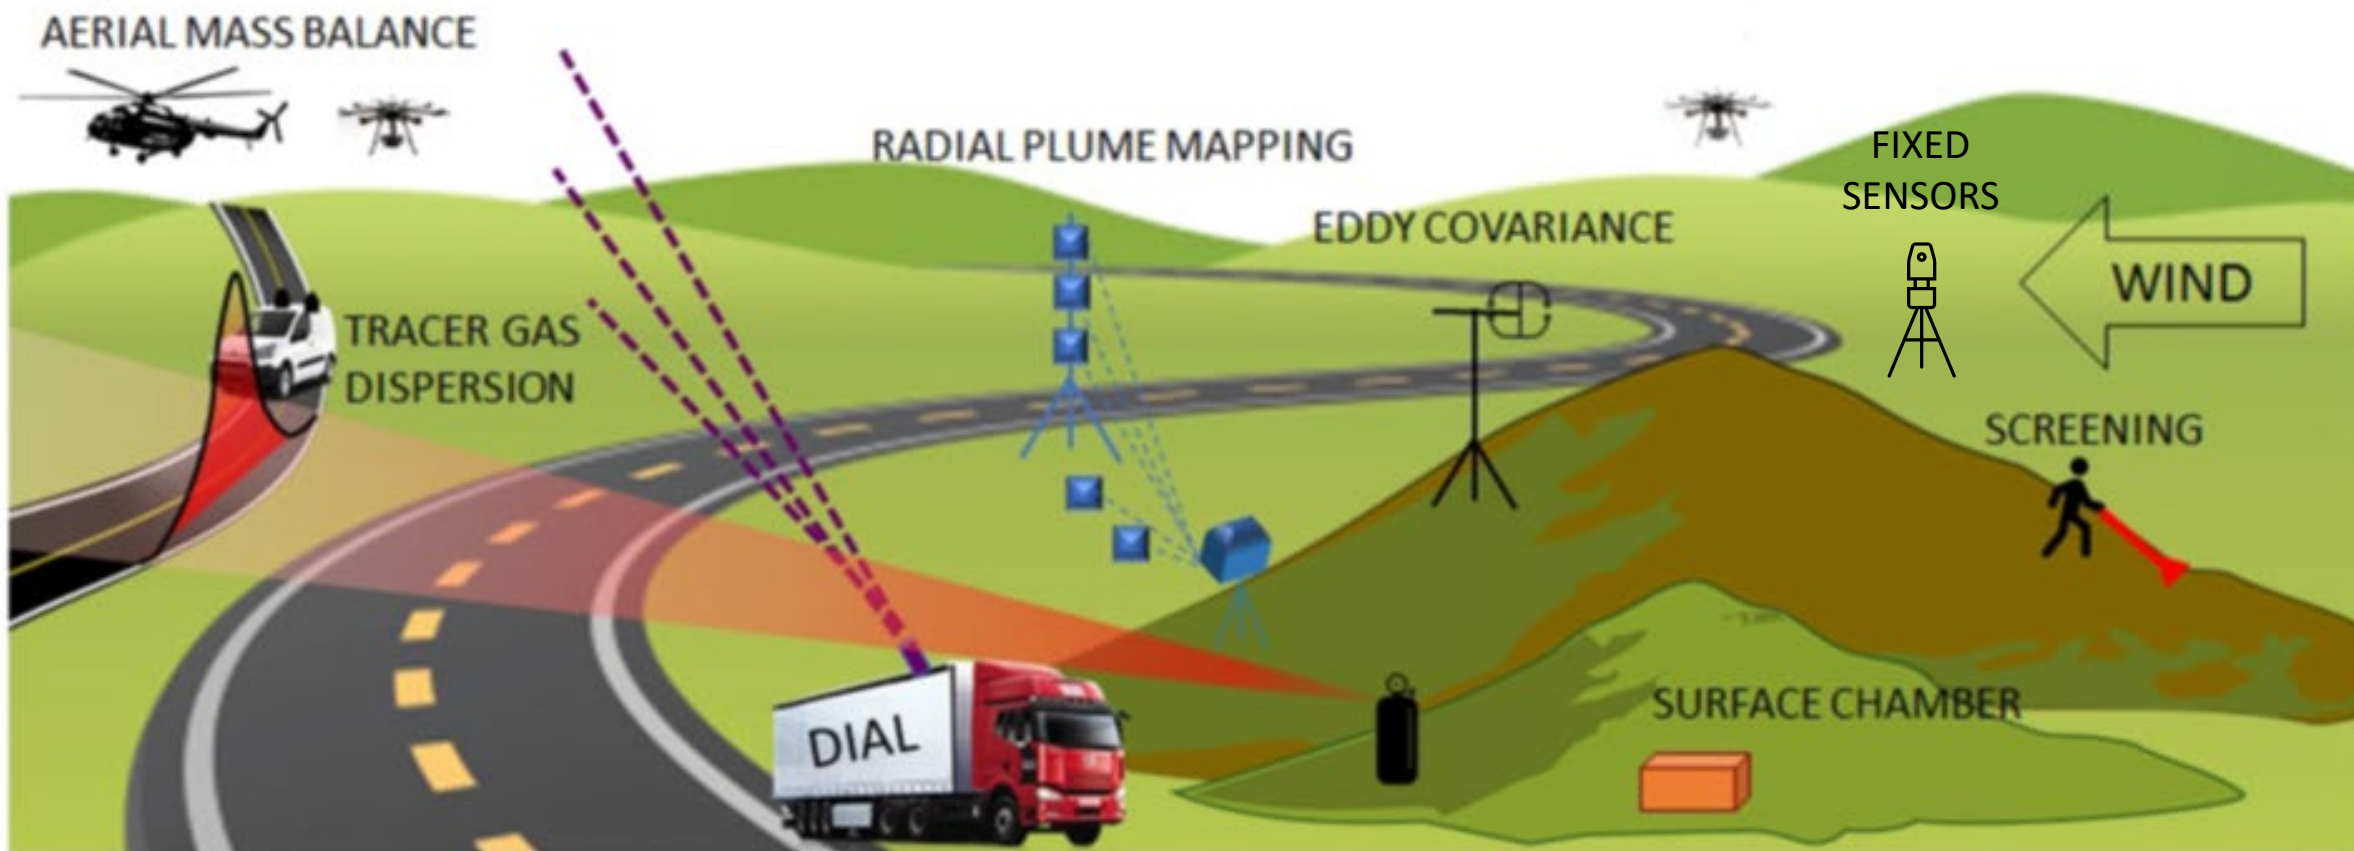 AERIAL MASS BALANCE
RADIAL PLUME MAPPING
FIXED
SENSORS
EDDY COVARIANCE
WIND
TRACER GAS
DISPERSION
SCREENING
SURFACE CHAMBER
DIAL